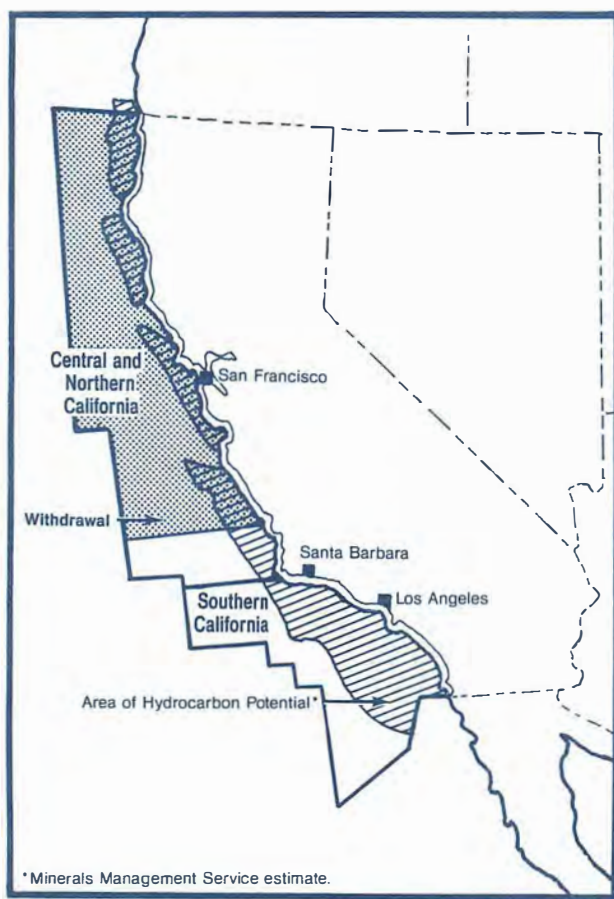 Central and
Northern
California
San Francisco
Withdrawal
Santa Barbara
Los Angeles
Southern
California
Area of Hydrocarbon Potential*
*Minerals Management Service estimate.